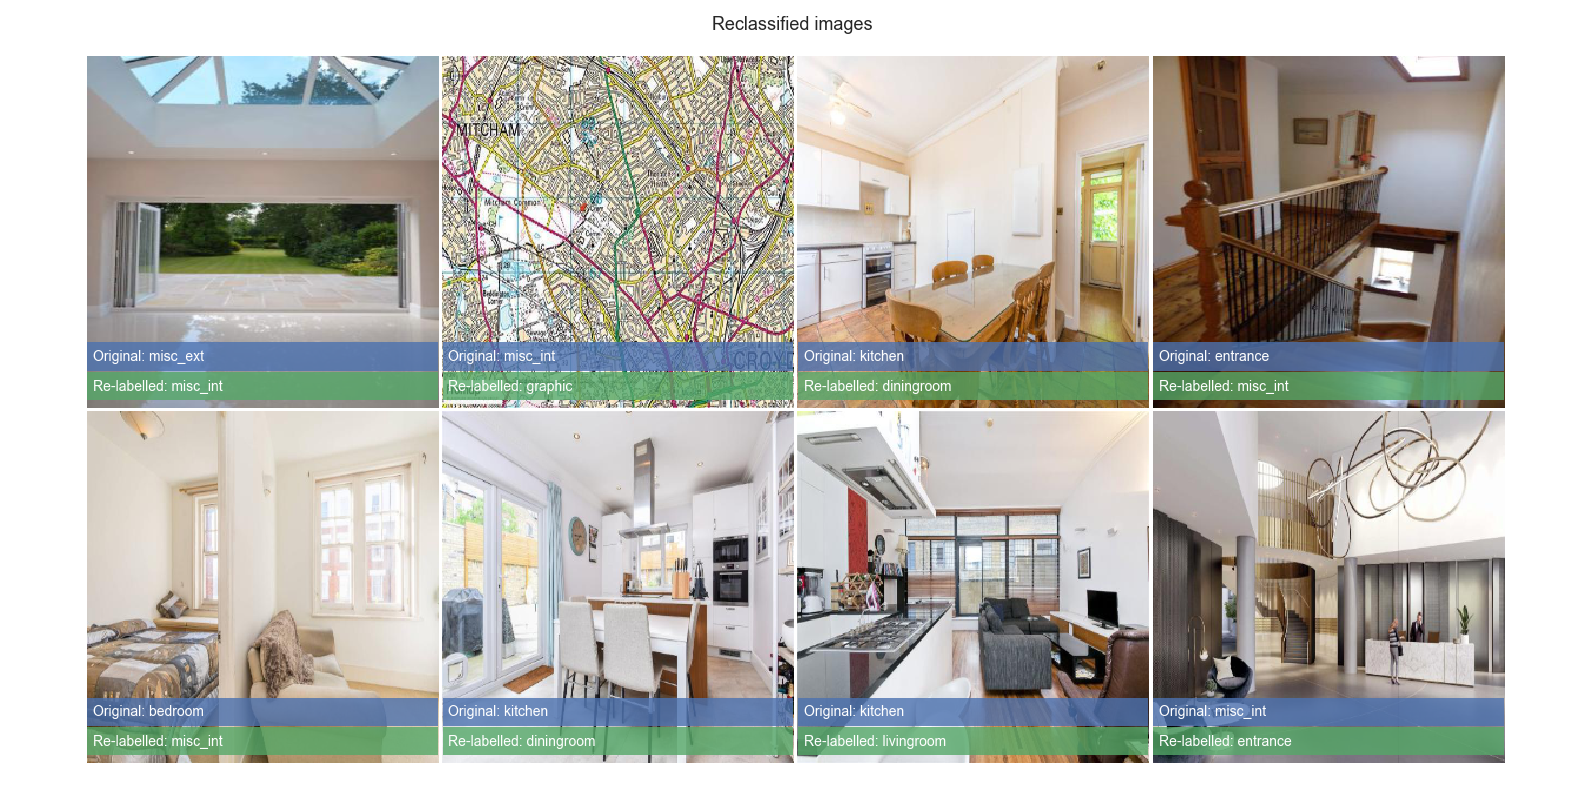 Reclassified images
MITCHAM
Mitcham Common
CROYD
Original: misc_ext
Re-labelled: misc_int
Original: misc_int
Re-labelled: graphic
Original: kitchen
Re-labelled: diningroom
Original: entrance
Re-labelled: misc_int
Original: bedroom
Re-labelled: misc_int
Original: kitchen
Re-labelled: diningroom
Original: kitchen
Re-labelled: livingroom
Original: misc_int
Re-labelled: entrance